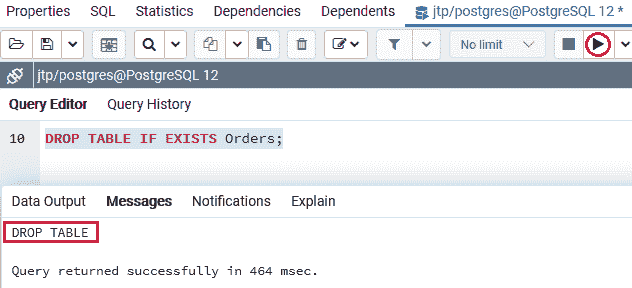 Properties SQL Statistics Dependencies Dependents jtp/postgres@PostgreSQL 12 *
No limit
jtp/postgres@PostgreSQL 12
Query Editor Query History
10 DROP TABLE IF EXISTS Orders;
Data Output Messages Notifications Explain
DROP TABLE
Query returned successfully in 464 msec.